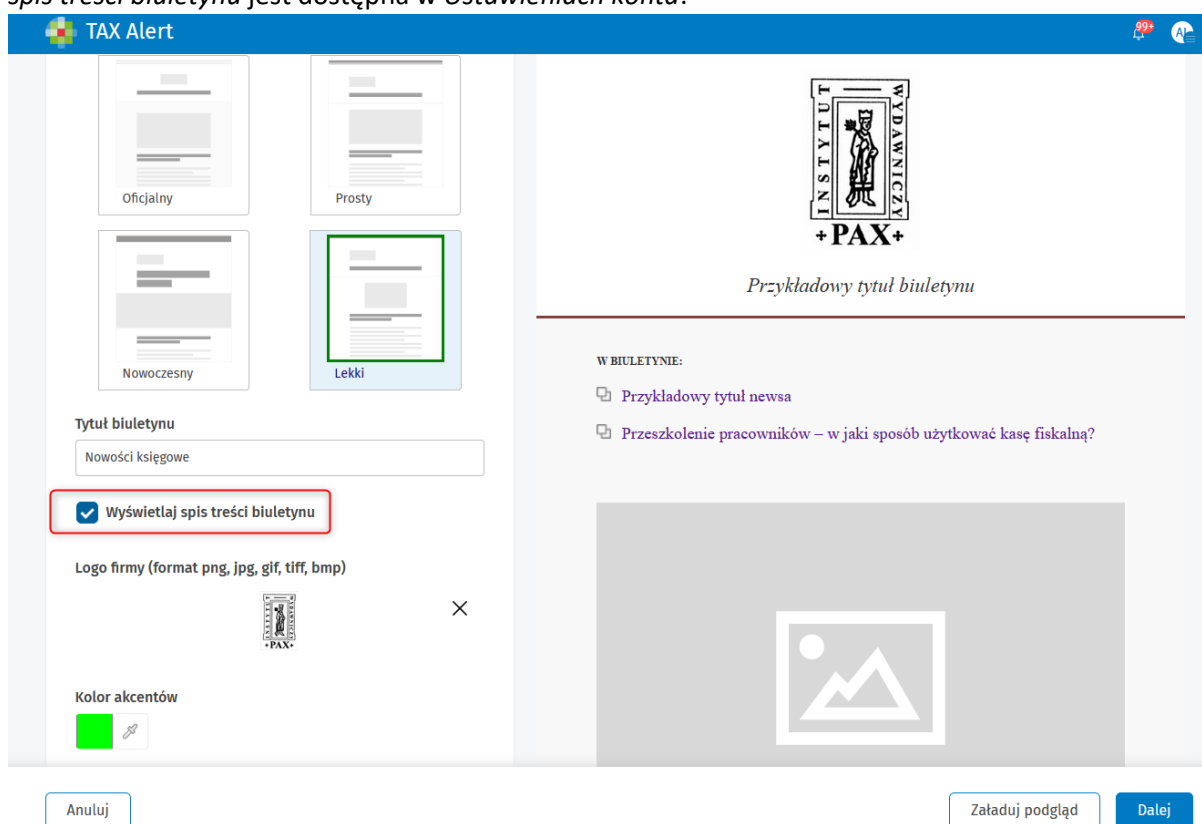 spis treści biuletynu jest dostępna w Ustawieniach konta.
TAX Alert
99+
Oficjalny
Prosty
Nowoczesny
Lekki
Tytuł biuletynu
Nowości księgowe
Wyświetlaj spis treści biuletynu
Logo firmy (format png, jpg, gif, tiff, bmp)
+PAX+
Kolor akcentów
INSTYTUT
WYDAWNICZY
+PAX+
Przykładowy tytuł biuletynu
W BIULETYNIE:
Przykładowy tytuł newsa
Przeszkolenie pracowników – w jaki sposób użytkować kasę fiskalną?
Anuluj
Załaduj podgląd
Dalej